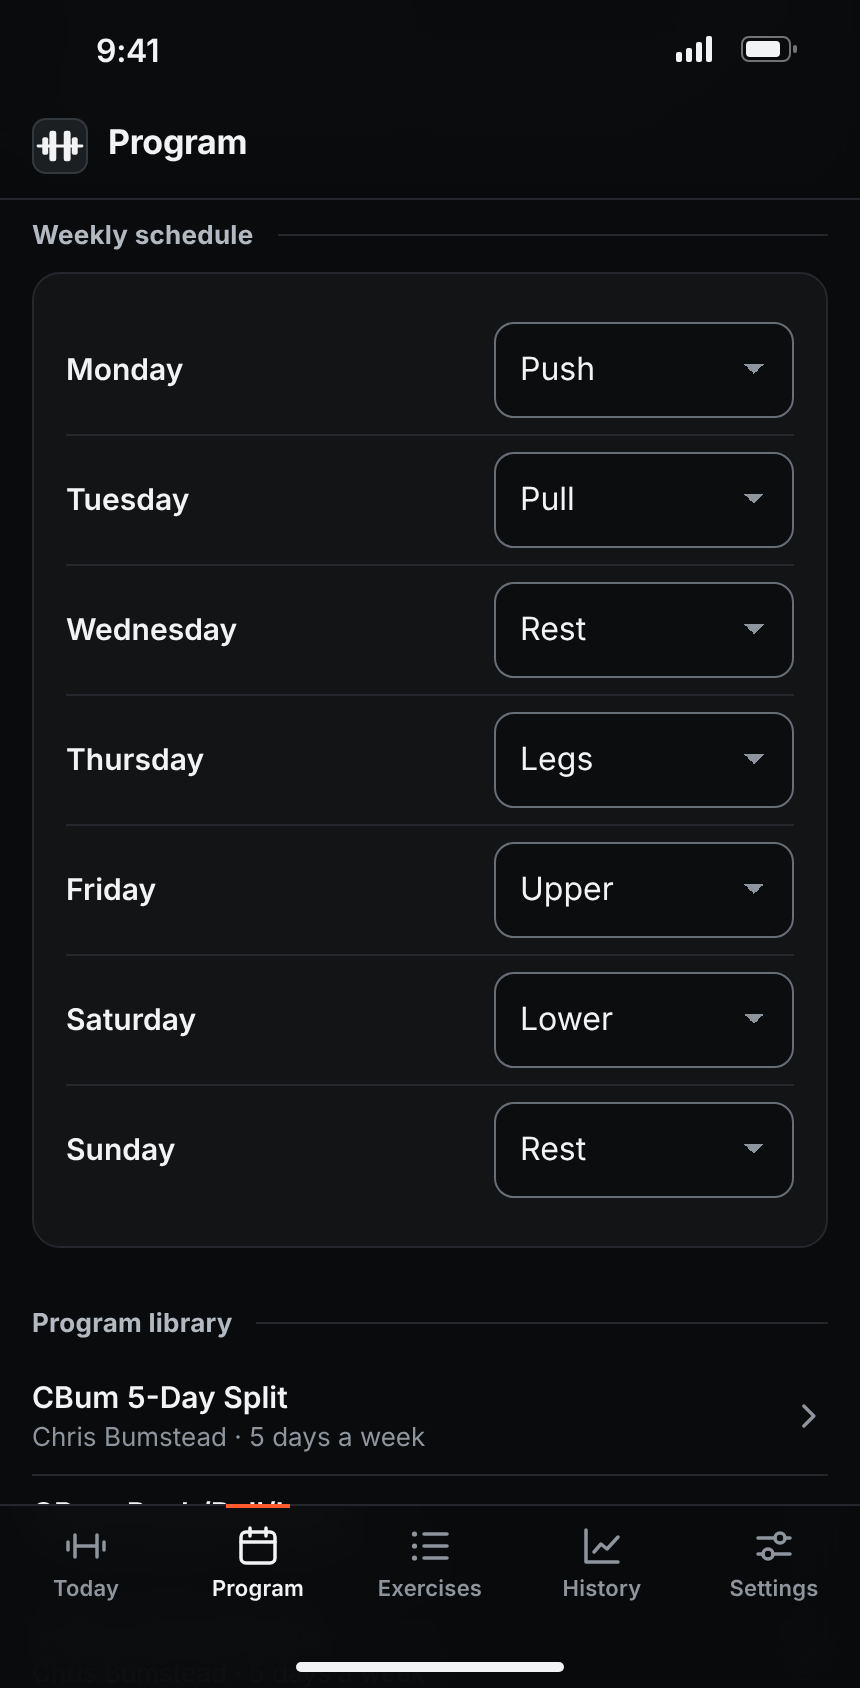 9:41
Program
Weekly schedule
Monday
Push
Tuesday
Pull
Wednesday
Rest
Thursday
Legs
Friday
Upper
Saturday
Lower
Sunday
Rest
Program library
CBum 5-Day Split
Chris Bumstead · 5 days a week
Today
Program
Exercises
History
Settings